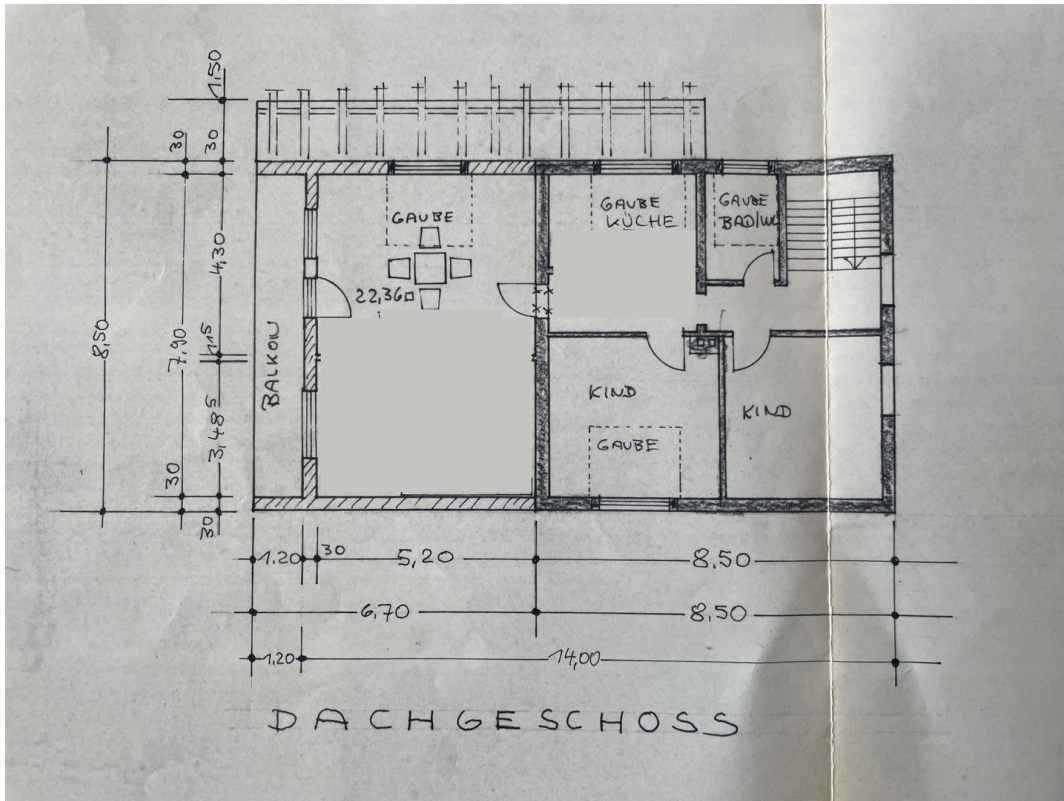 1,50
30
30
GAUBE
GAUBE
KÜCHE
GAUBE
BAD/WC
4,30
22,36
8,50
7,90
11⁵
BALKON
KIND
KIND
3,48⁵
GAUBE
30
30
1.20
30
5,20
8,50
6,70
8,50
1.20
14,00
DACHGESCHOSS